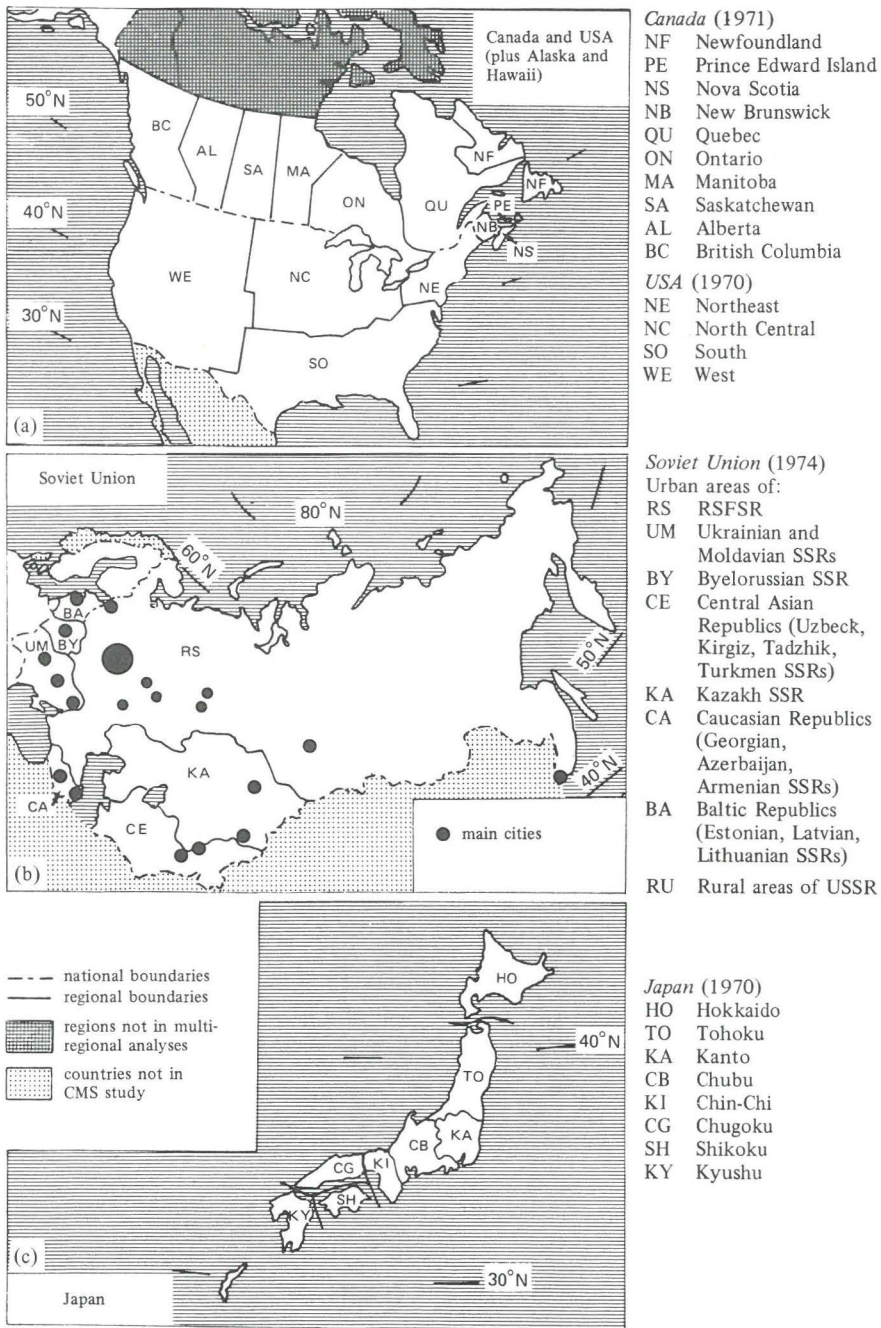 Canada and USA
(plus Alaska and
Hawaii)
50°N
40°N
30°N
BC
AL
SA
MA
ON
QU
NF
NF
PE
NB
NS
WE
NC
NE
SO
(a)
Canada (1971)
NF Newfoundland
PE Prince Edward Island
NS Nova Scotia
NB New Brunswick
QU Quebec
ON Ontario
MA Manitoba
SA Saskatchewan
AL Alberta
BC British Columbia
USA (1970)
NE Northeast
NC North Central
SO South
WE West
Soviet Union
80°N
60°N
50°N
40°N
BA
BY
UM
RS
KA
CA
CE
main cities
(b)
Soviet Union (1974)
Urban areas of:
RS RSFSR
UM Ukrainian and
Moldavian SSRs
BY Byelorussian SSR
CE Central Asian
Republics (Uzbeck,
Kirgiz, Tadzhik,
Turkmen SSRs)
KA Kazakh SSR
CA Caucasian Republics
(Georgian,
Azerbaijan,
Armenian SSRs)
BA Baltic Republics
(Estonian, Latvian,
Lithuanian SSRs)
RU Rural areas of USSR
national boundaries
regional boundaries
regions not in multi-
regional analyses
countries not in
CMS study
HO
40°N
TO
KA
CB
KI
CG
SH
KY
30°N
(c)
Japan
Japan (1970)
HO Hokkaido
TO Tohoku
KA Kanto
CB Chubu
KI Chin-Chi
CG Chugoku
SH Shikoku
KY Kyushu